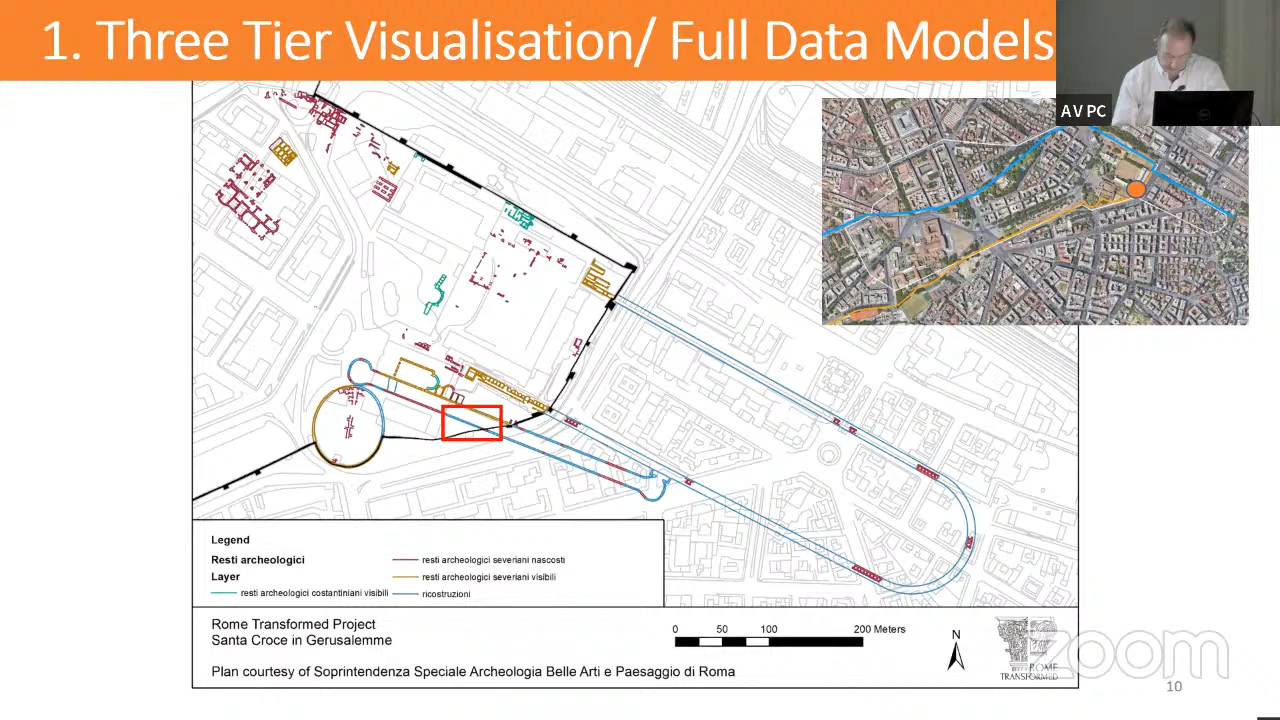 1. Three Tier Visualisation/ Full Data Models
AV PC
Legend
Resti archeologici
Layer
resti archeologici costantiniani visibili
resti archeologici severiani nascosti
resti archeologici severiani visibili
ricostruzioni
Rome Transformed Project
Santa Croce in Gerusalemme
Plan courtesy of Soprintendenza Speciale Archeologia Belle Arti e Paesaggio di Roma
0 50 100 200 Meters
N
ROME
TRANSFORMED
zoom
10